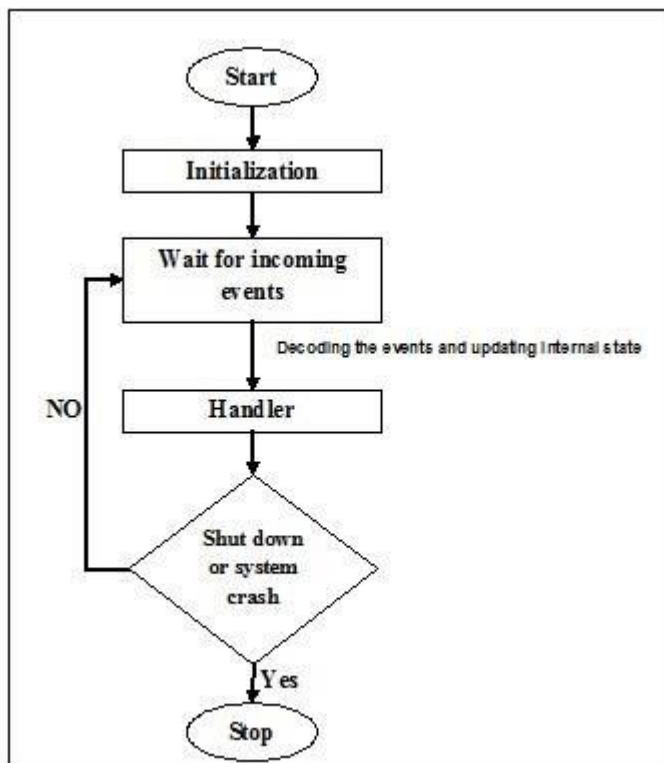 Start
Initialization
Wait for incoming
events
Decoding the events and updating internal state
Handler
NO
Shut down
or system
crash
Yes
Stop